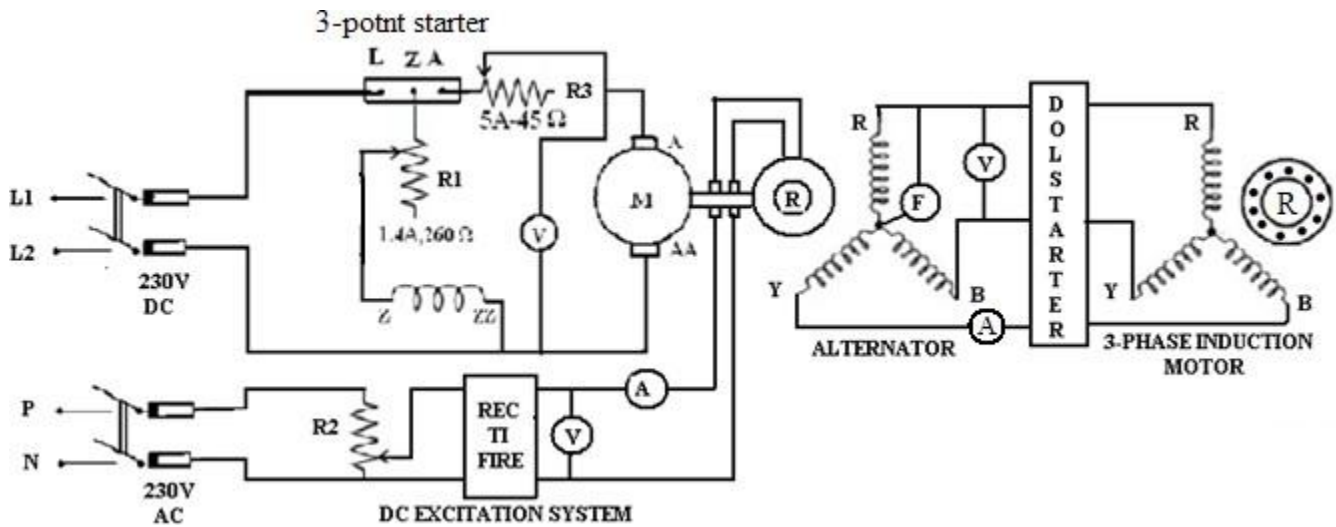 3-potnt starter
L Z A
R3
5A-45 Ω
R1
1.4A,260 Ω
L1
L2
230V
DC
Z
ZZ
V
A
M
AA
R
R
F
V
Y
B
A
ALTERNATOR
D
O
L
S
T
A
R
T
E
R
R
Y
B
R
3-PHASE INDUCTION
MOTOR
P
N
230V
AC
R2
REC
TI
FIRE
V
A
DC EXCITATION SYSTEM